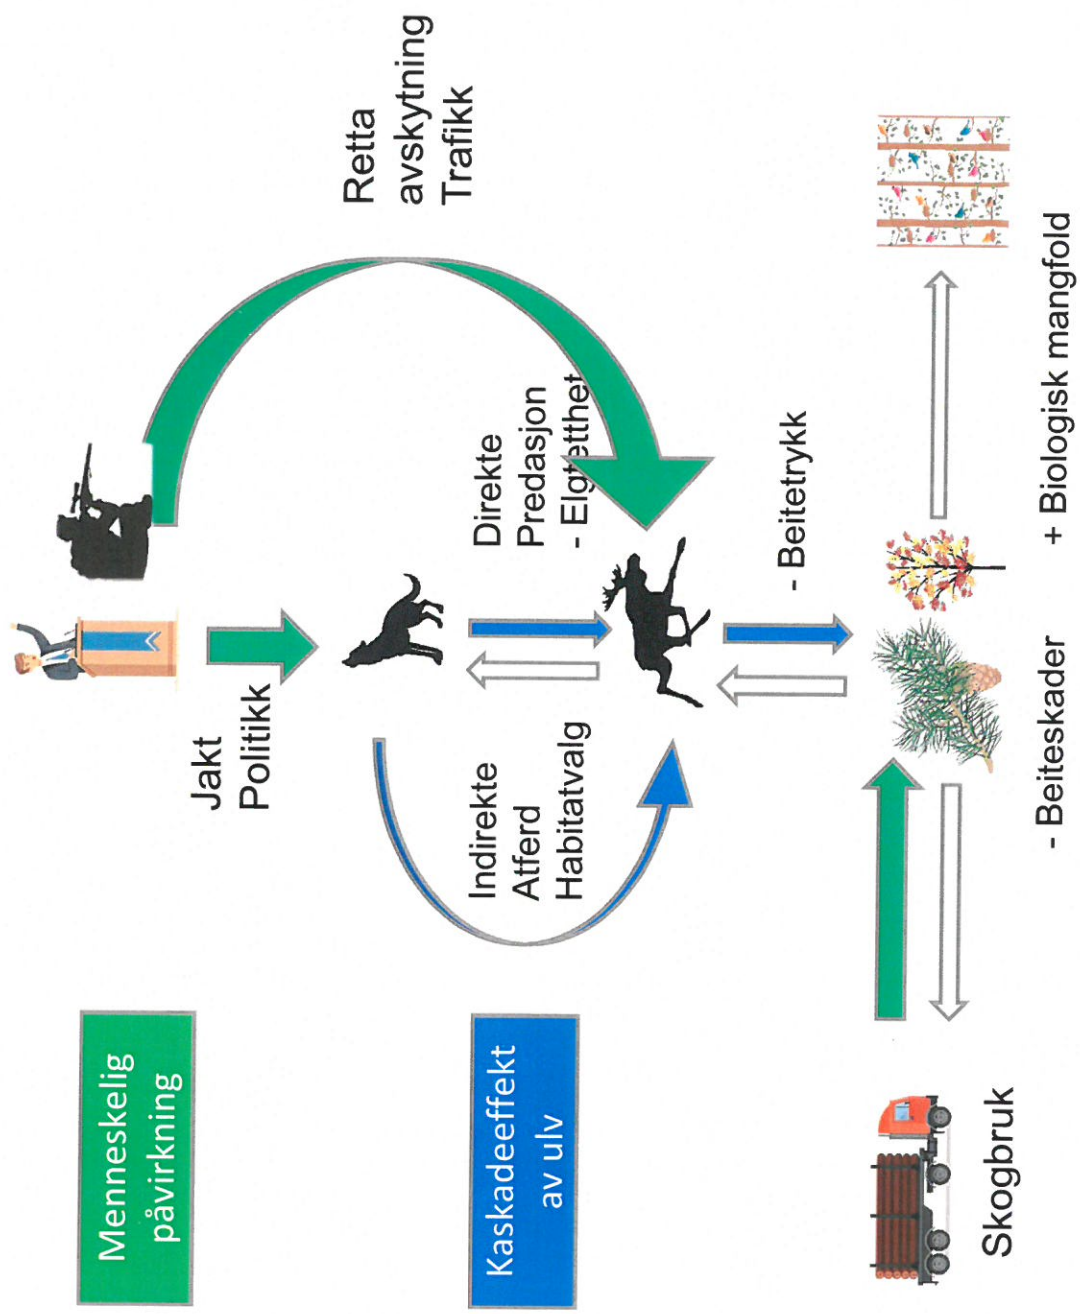 Menneskelig
påvirkning
Jakt
Politikk
Retta
avskytning
Trafikk
Kaskadeeffekt
av ulv
Indirekte
Atferd
Habitatvalg
Direkte
Predasjon
- Elgtetthet
- Beitetrykk
Skogbruk
- Beiteskader
+ Biologisk mangfold